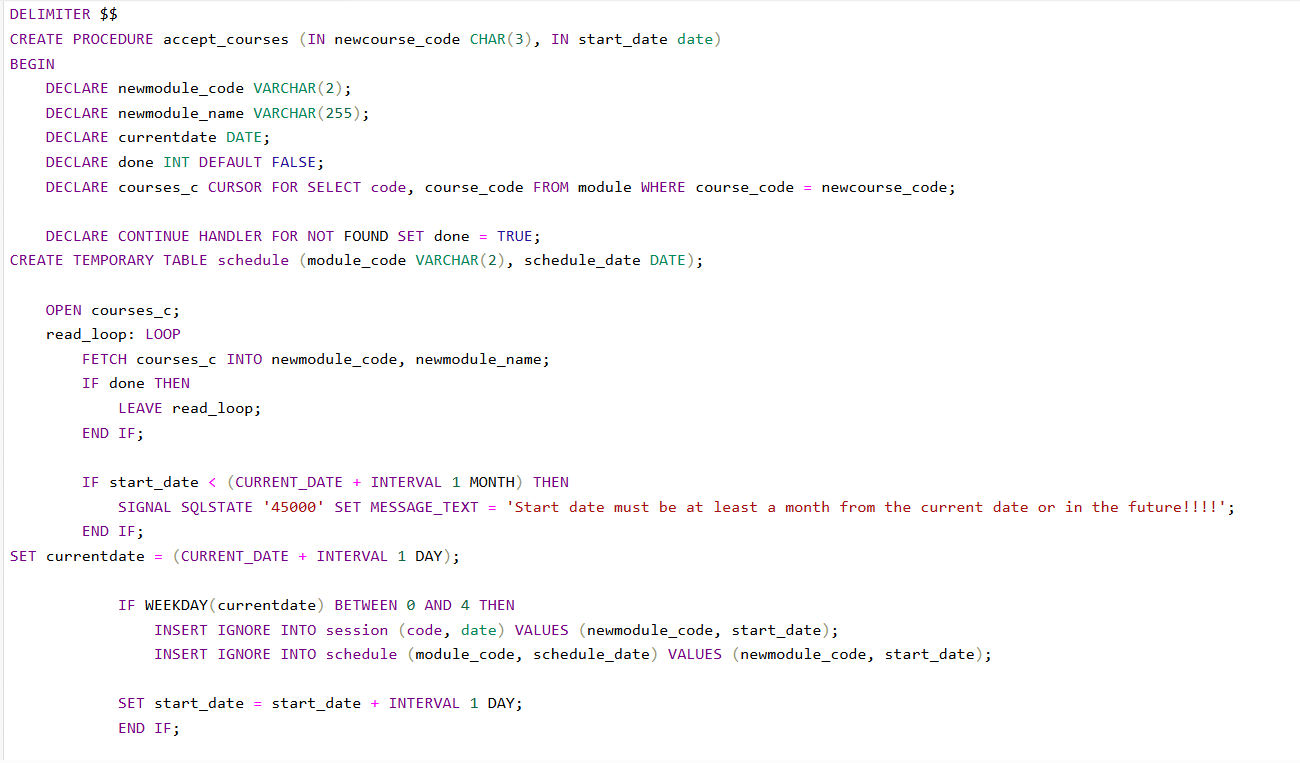 DELIMITER $$
CREATE PROCEDURE accept_courses (IN newcourse_code CHAR(3), IN start_date date)
BEGIN
    DECLARE newmodule_code VARCHAR(2);
    DECLARE newmodule_name VARCHAR(255);
    DECLARE currentdate DATE;
    DECLARE done INT DEFAULT FALSE;
    DECLARE courses_c CURSOR FOR SELECT code, course_code FROM module WHERE course_code = newcourse_code;

    DECLARE CONTINUE HANDLER FOR NOT FOUND SET done = TRUE;
CREATE TEMPORARY TABLE schedule (module_code VARCHAR(2), schedule_date DATE);

    OPEN courses_c;
    read_loop: LOOP
        FETCH courses_c INTO newmodule_code, newmodule_name;
        IF done THEN
            LEAVE read_loop;
        END IF;

        IF start_date < (CURRENT_DATE + INTERVAL 1 MONTH) THEN
            SIGNAL SQLSTATE '45000' SET MESSAGE_TEXT = 'Start date must be at least a month from the current date or in the future!!!!';
        END IF;
SET currentdate = (CURRENT_DATE + INTERVAL 1 DAY);

            IF WEEKDAY(currentdate) BETWEEN 0 AND 4 THEN
                INSERT IGNORE INTO session (code, date) VALUES (newmodule_code, start_date);
                INSERT IGNORE INTO schedule (module_code, schedule_date) VALUES (newmodule_code, start_date);

            SET start_date = start_date + INTERVAL 1 DAY;
            END IF;